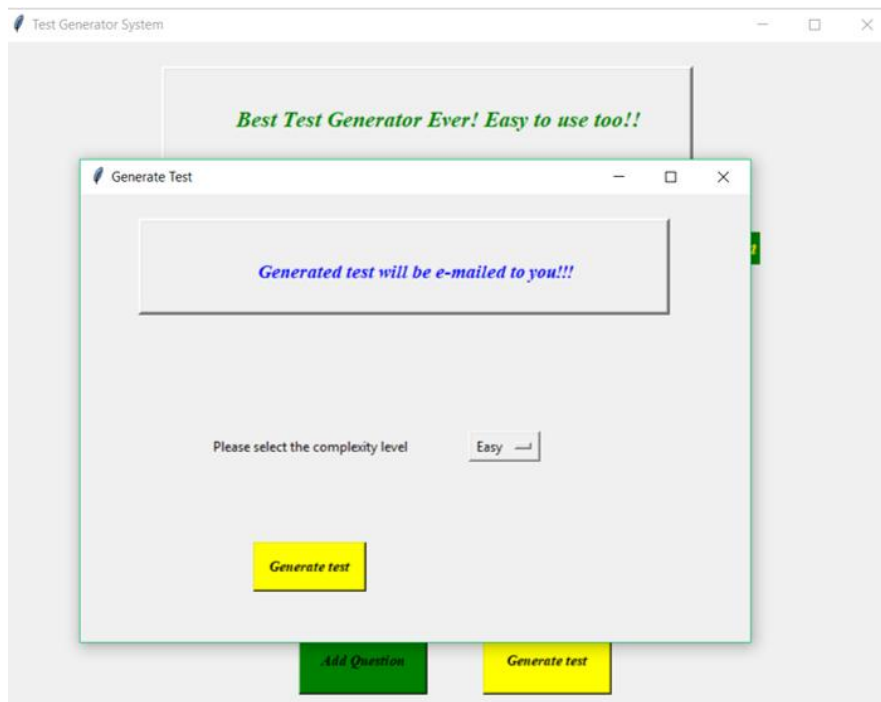 Test Generator System
Best Test Generator Ever! Easy to use too!!
Generate Test
Generated test will be e-mailed to you!!!
Please select the complexity level Easy
Generate test
Add Question Generate test